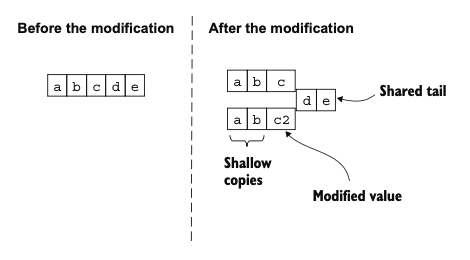 Before the modification
After the modification
a b c d e
a b c
d e
Shared tail
a b c2
Shallow
copies
Modified value